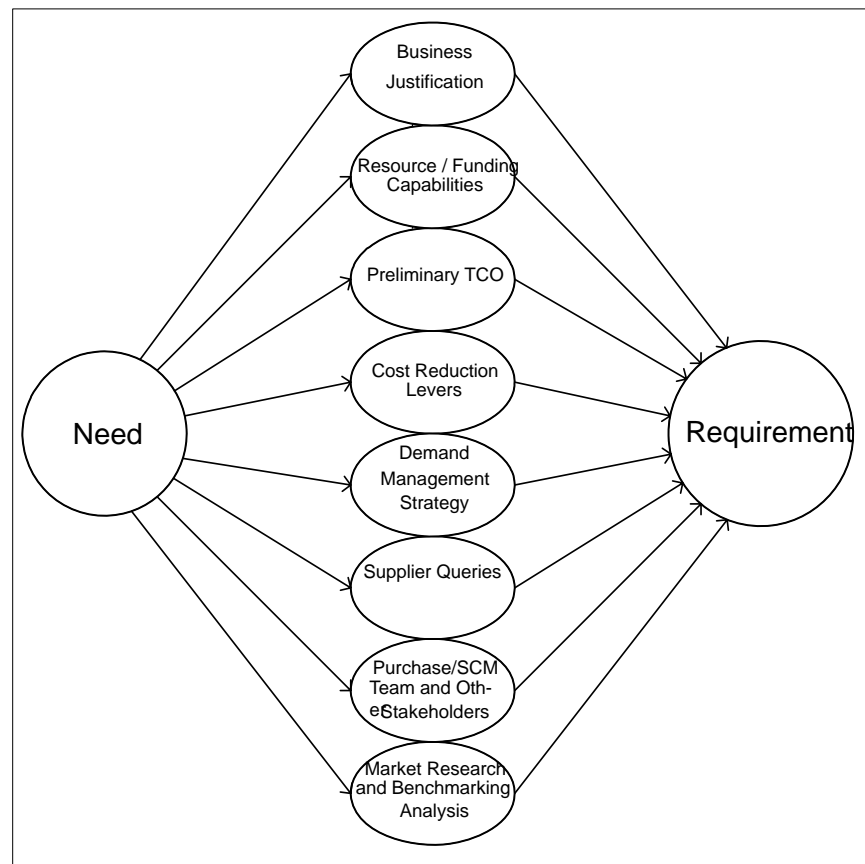 Business
Justification
Resource / Funding
Capabilities
Preliminary TCO
Cost Reduction
Levers
Need
Requirement
Demand
Management
Strategy
Supplier Queries
Purchase/SCM
Team and Oth-
er
Stakeholders
Market Research
and Benchmarking
Analysis